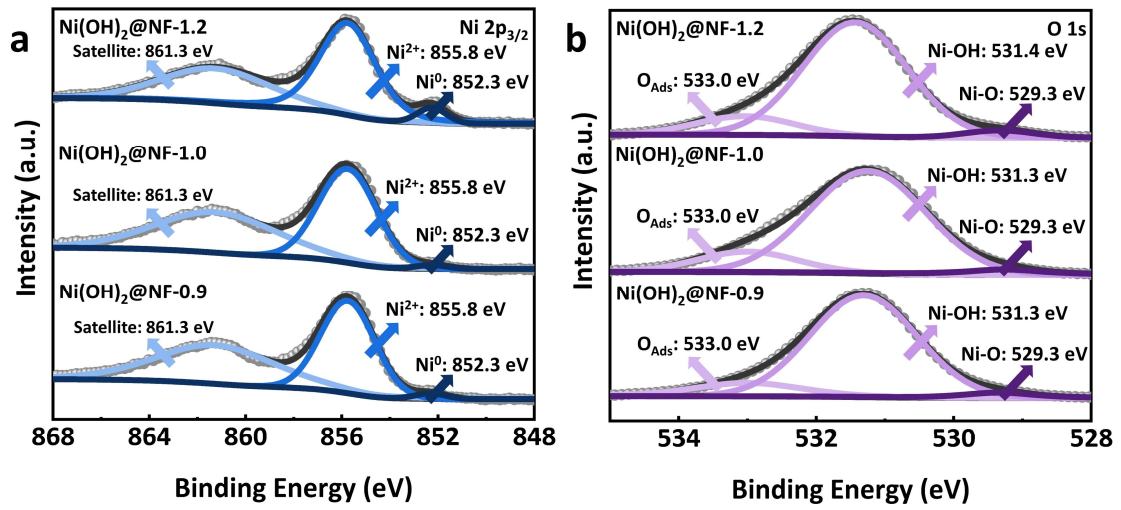 a
Ni(OH)₂@NF-1.2
Ni 2p₃/₂
Satellite: 861.3 eV
Ni²⁺: 855.8 eV
Ni⁰: 852.3 eV
Ni(OH)₂@NF-1.0
Satellite: 861.3 eV
Ni²⁺: 855.8 eV
Ni⁰: 852.3 eV
Ni(OH)₂@NF-0.9
Satellite: 861.3 eV
Ni²⁺: 855.8 eV
Ni⁰: 852.3 eV
Intensity (a.u.)
868 864 860 856 852 848
Binding Energy (eV)
b
Ni(OH)₂@NF-1.2
O 1s
Ni-OH: 531.4 eV
O_Ads: 533.0 eV
Ni-O: 529.3 eV
Ni(OH)₂@NF-1.0
Ni-OH: 531.3 eV
O_Ads: 533.0 eV
Ni-O: 529.3 eV
Ni(OH)₂@NF-0.9
Ni-OH: 531.3 eV
O_Ads: 533.0 eV
Ni-O: 529.3 eV
Intensity (a.u.)
534 532 530 528
Binding Energy (eV)